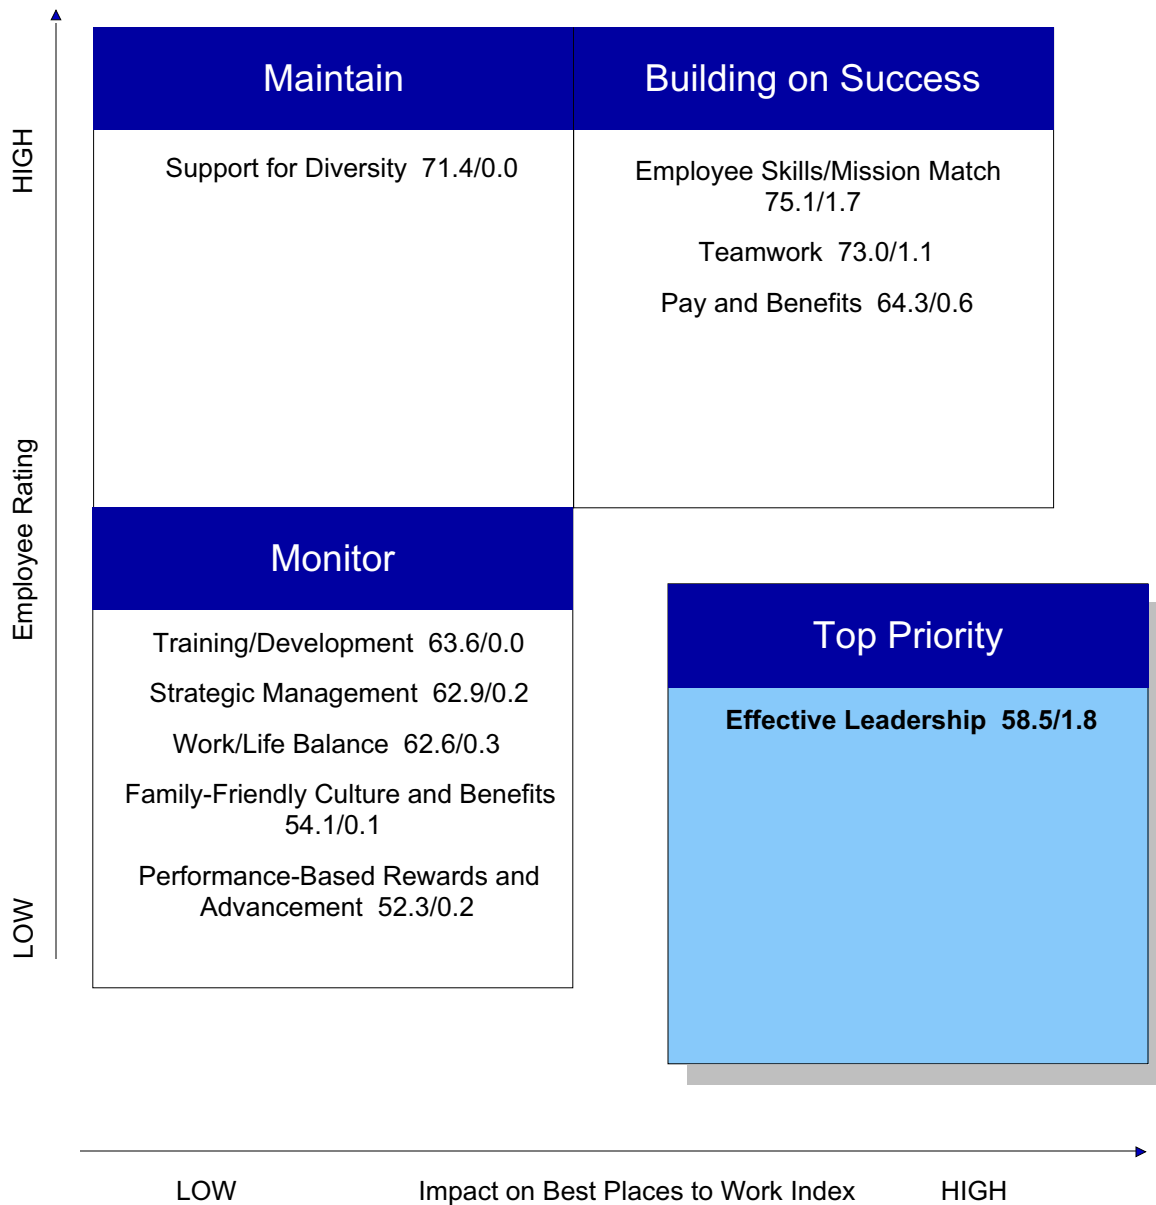 Maintain
Building on Success
HIGH
Support for Diversity 71.4/0.0
Employee Skills/Mission Match
75.1/1.7
Teamwork 73.0/1.1
Pay and Benefits 64.3/0.6
Employee Rating
Monitor
Training/Development 63.6/0.0
Strategic Management 62.9/0.2
Work/Life Balance 62.6/0.3
Family-Friendly Culture and Benefits
54.1/0.1
Performance-Based Rewards and
Advancement 52.3/0.2
Top Priority
Effective Leadership 58.5/1.8
LOW
LOW
Impact on Best Places to Work Index
HIGH